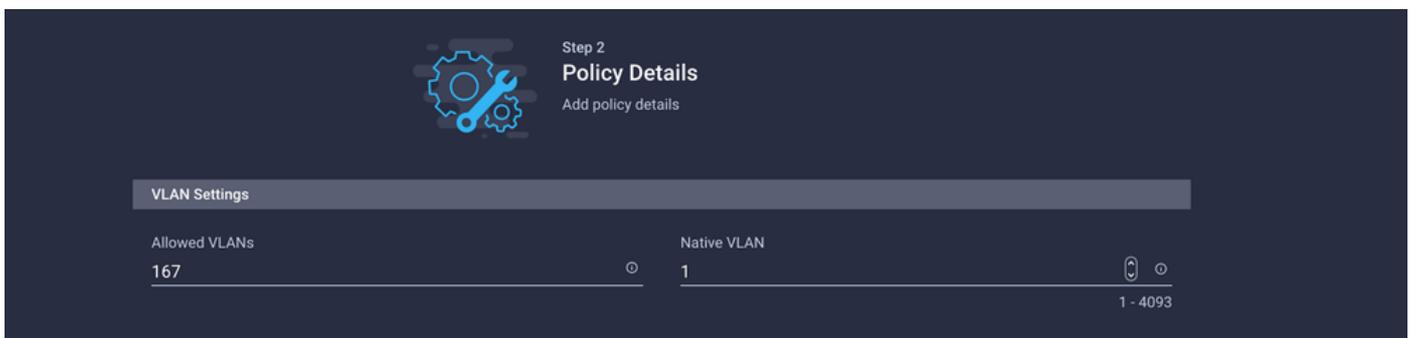 Step 2
Policy Details
Add policy details
VLAN Settings
Allowed VLANs
Native VLAN
167
1
1 - 4093